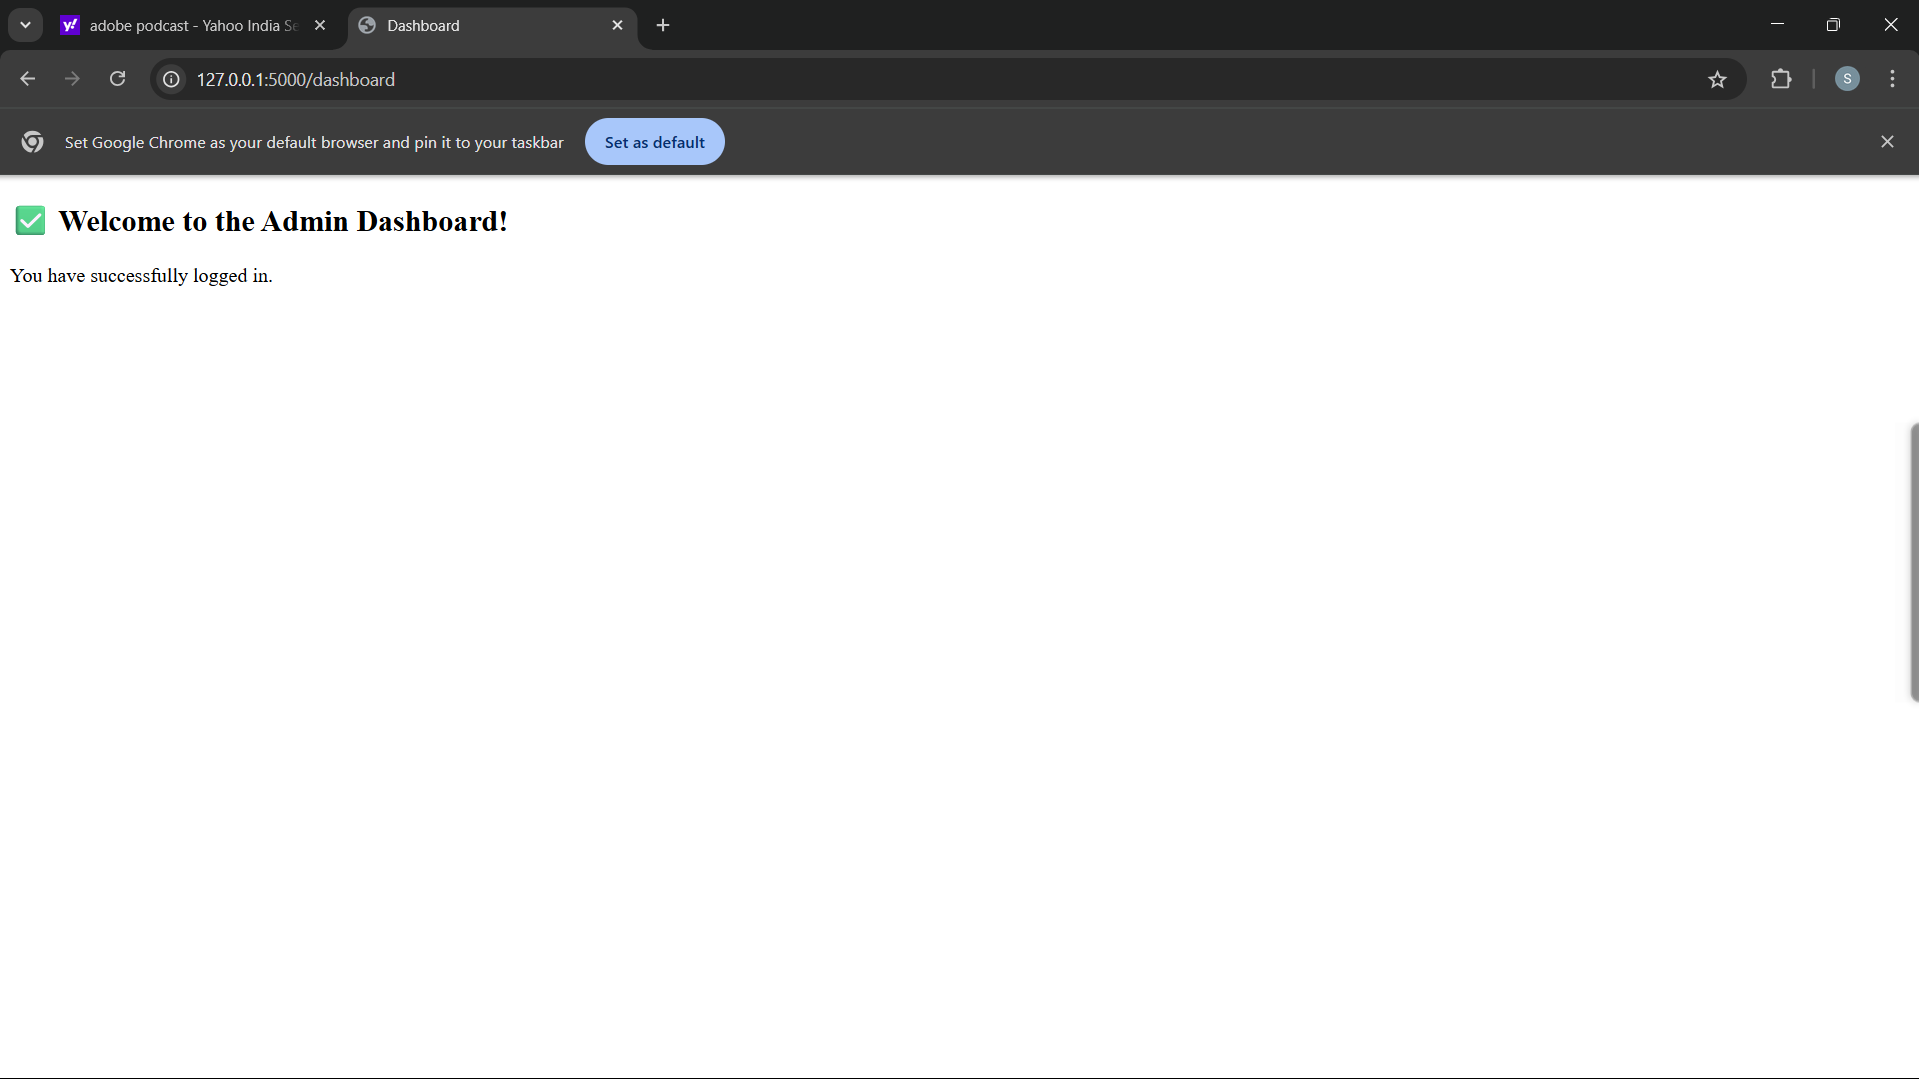 adobe podcast - Yahoo India Se
Dashboard
127.0.0.1:5000/dashboard
S
Set Google Chrome as your default browser and pin it to your taskbar
Set as default
✅ Welcome to the Admin Dashboard!
You have successfully logged in.